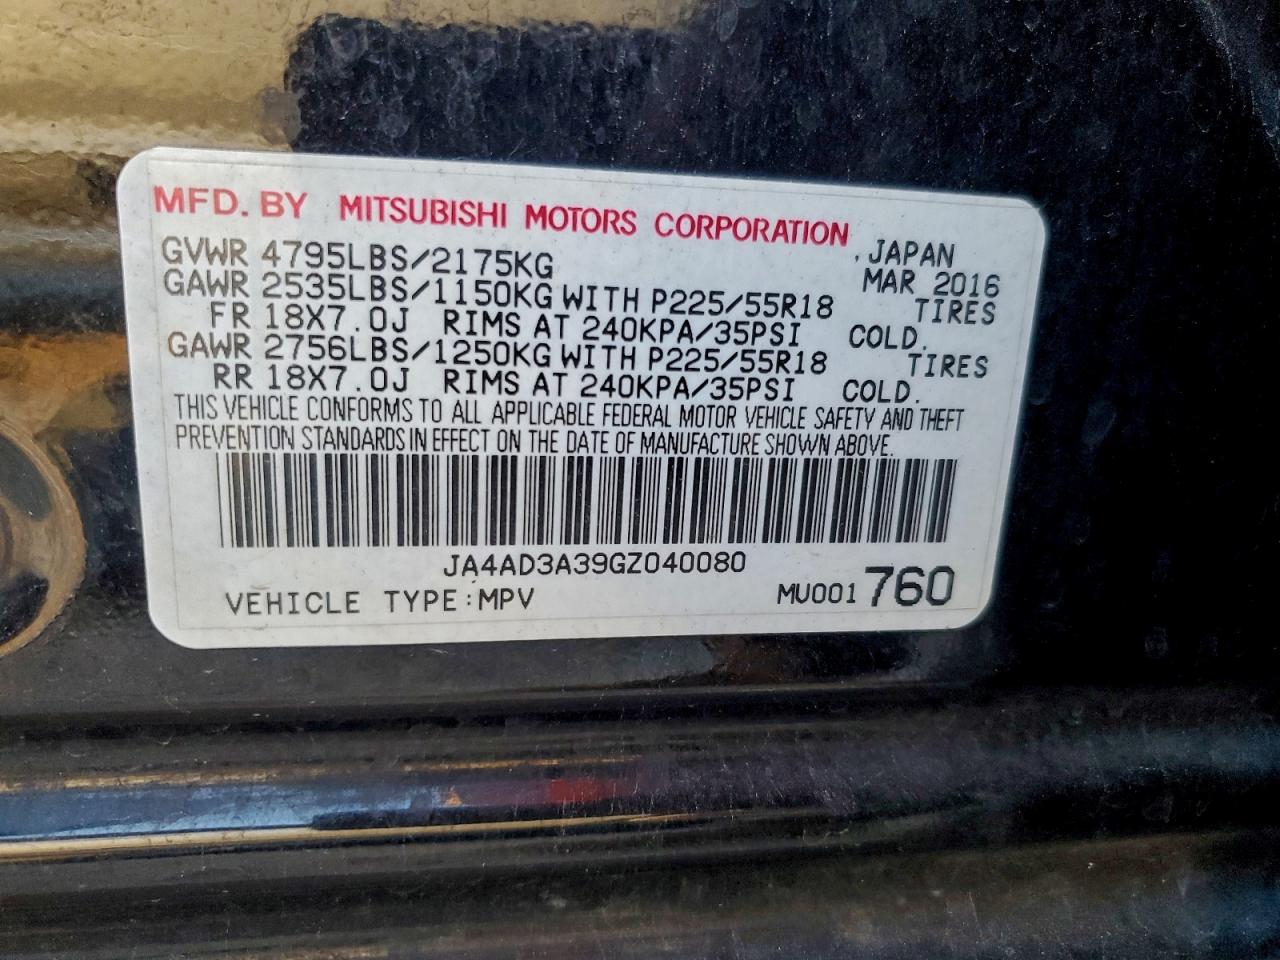 MFD. BY MITSUBISHI MOTORS CORPORATION JAPAN
GVWR 4795LBS/2175KG MAR 2016
GAWR 2535LBS/1150KG WITH P225/55R18 TIRES
FR 18X7.0J RIMS AT 240KPA/35PSI COLD.
GAWR 2756LBS/1250KG WITH P225/55R18 TIRES
RR 18X7.0J RIMS AT 240KPA/35PSI COLD.
THIS VEHICLE CONFORMS TO ALL APPLICABLE FEDERAL MOTOR VEHICLE SAFETY AND THEFT
PREVENTION STANDARDS IN EFFECT ON THE DATE OF MANUFACTURE SHOWN ABOVE.
JA4AD3A39GZ040080
VEHICLE TYPE:MPV MU001 760